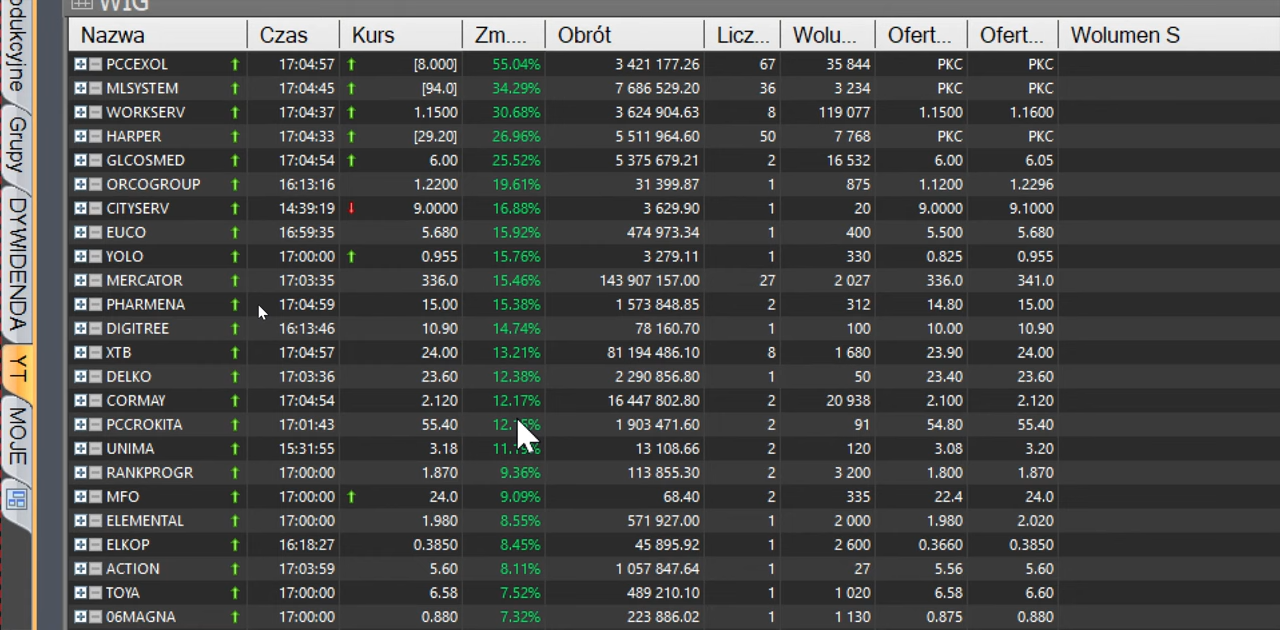 WIG
Nazwa Czas Kurs Zm.... Obrót Licz... Wolu... Ofert... Ofert... Wolumen S
PCCEXOL 17:04:57 [8.000] 55.04% 3 421 177.26 67 35 844 PKC PKC
MLSYSTEM 17:04:45 [94.0] 34.29% 7 686 529.20 36 3 234 PKC PKC
WORKSERV 17:04:37 1.1500 30.68% 3 624 904.63 8 119 077 1.1500 1.1600
HARPER 17:04:33 [29.20] 26.96% 5 511 964.60 50 7 768 PKC PKC
GLCOSMED 17:04:54 6.00 25.52% 5 375 679.21 2 16 532 6.00 6.05
ORCOGROUP 16:13:16 1.2200 19.61% 31 399.87 1 875 1.1200 1.2296
CITYSERV 14:39:19 9.0000 16.88% 3 629.90 1 20 9.0000 9.1000
EUCO 16:59:35 5.680 15.92% 474 973.34 1 400 5.500 5.680
YOLO 17:00:00 0.955 15.76% 3 279.11 1 330 0.825 0.955
MERCATOR 17:03:35 336.0 15.46% 143 907 157.00 27 2 027 336.0 341.0
PHARMENA 17:04:59 15.00 15.38% 1 573 848.85 2 312 14.80 15.00
DIGITREE 16:13:46 10.90 14.74% 78 160.70 1 100 10.00 10.90
XTB 17:04:57 24.00 13.21% 81 194 486.10 8 1 680 23.90 24.00
DELKO 17:03:36 23.60 12.38% 2 290 856.80 1 50 23.40 23.60
CORMAY 17:04:54 2.120 12.17% 16 447 802.80 2 20 938 2.100 2.120
PCCROKITA 17:01:43 55.40 1 903 471.60 2 91 54.80 55.40
UNIMA 15:31:55 3.18 13 108.66 2 120 3.08 3.20
RANKPROGR 17:00:00 1.870 9.36% 113 855.30 2 3 200 1.800 1.870
MFO 17:00:00 24.0 9.09% 68.40 2 335 22.4 24.0
ELEMENTAL 17:00:00 1.980 8.55% 571 927.00 1 2 000 1.980 2.020
ELKOP 16:18:27 0.3850 8.45% 45 895.92 1 2 600 0.3660 0.3850
ACTION 17:03:59 5.60 8.11% 1 057 847.64 1 27 5.56 5.60
TOYA 17:00:00 6.58 7.52% 489 210.10 1 1 020 6.58 6.60
06MAGNA 17:00:00 0.880 7.32% 223 886.02 1 1 130 0.875 0.880
Grupy
DYWIDENDA
YT
MOJE